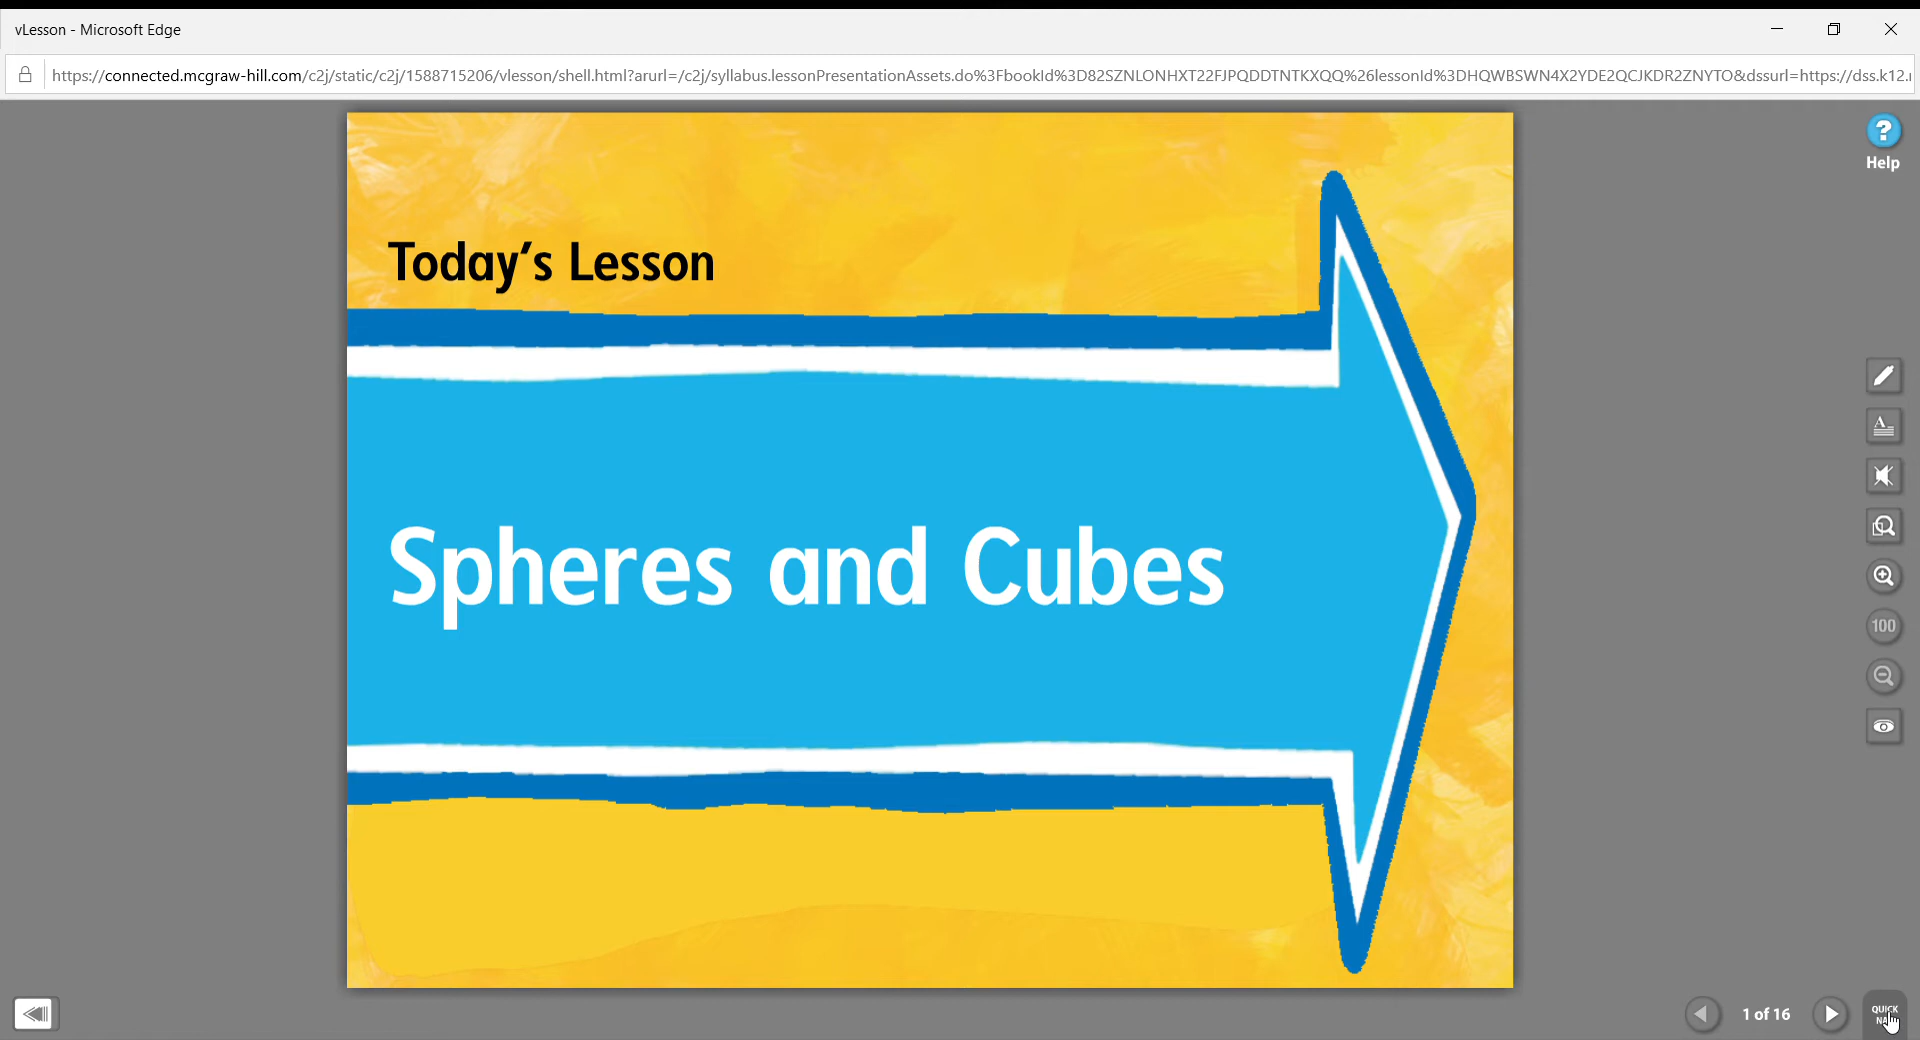 vLesson - Microsoft Edge
https://connected.mcgraw-hill.com/c2j/static/c2j/1588715206/vlesson/shell.html?arurl=/c2j/syllabus.lessonPresentationAssets.do%3FbookId%3D82SZNLONHXT22FJPQDDTNTKXQQ%26lessonId%3DHQWBSWN4X2YDE2QCJKDR2ZNYTO&dssurl=https://dss.k12.
?
Help
Today's Lesson
Spheres and Cubes
A
100
1 of 16
QUICK